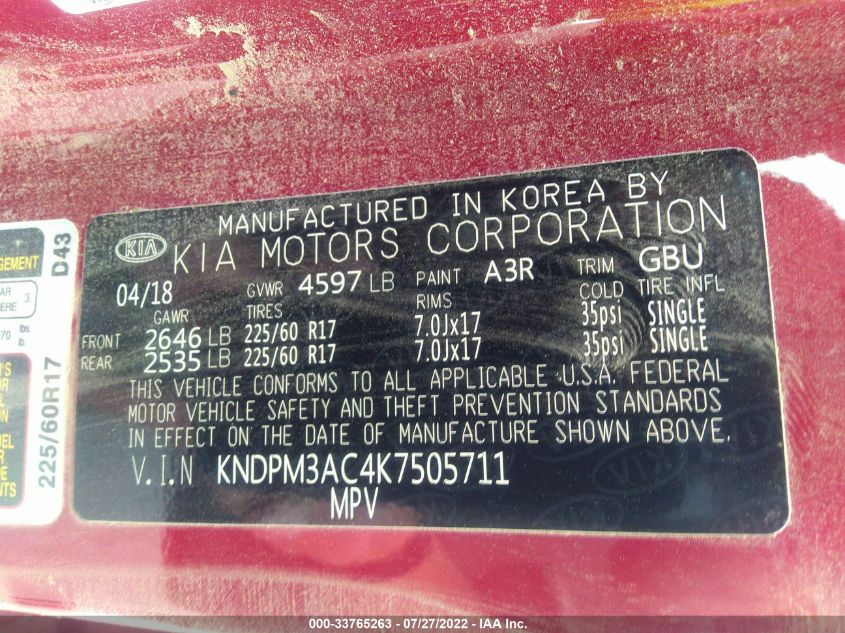 MANUFACTURED IN KOREA BY
KIA KIA MOTORS CORPORATION
04/18 GVWR 4597 LB PAINT A3R TRIM GBU
GAWR TIRES RIMS COLD TIRE INFL
FRONT 2646 LB 225/60 R17 7.0Jx17 35psi SINGLE
REAR 2535 LB 225/60 R17 7.0Jx17 35psi SINGLE
THIS VEHICLE CONFORMS TO ALL APPLICABLE U.S.A. FEDERAL
MOTOR VEHICLE SAFETY AND THEFT PREVENTION STANDARDS
IN EFFECT ON THE DATE OF MANUFACTURE SHOWN ABOVE.
V.I.N KNDPM3AC4K7505711
MPV
D43
225/60R17
3
70 lbs.
000-33765263 - 07/27/2022 - IAA Inc.